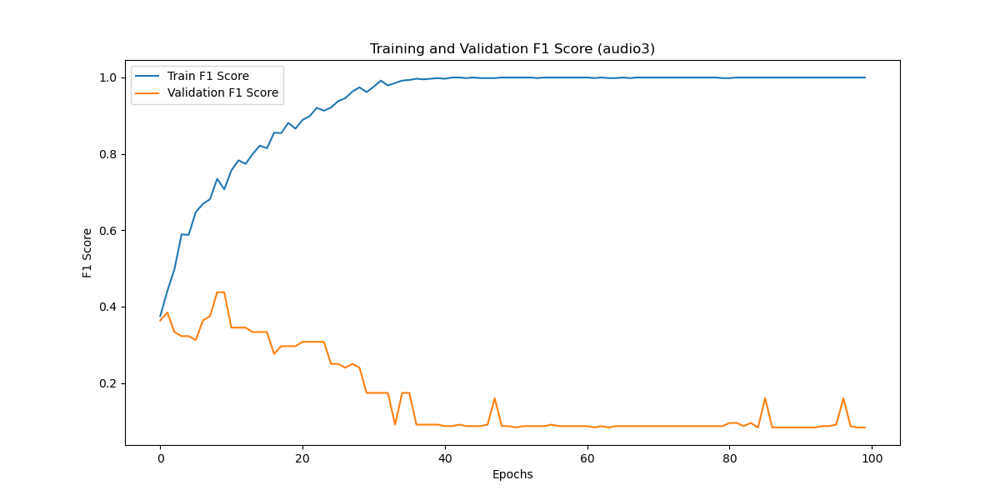 Training and Validation F1 Score (audio3)
Train F1 Score
Validation F1 Score
F1 Score
1.0
0.8
0.6
0.4
0.2
0 20 40 60 80 100
Epochs